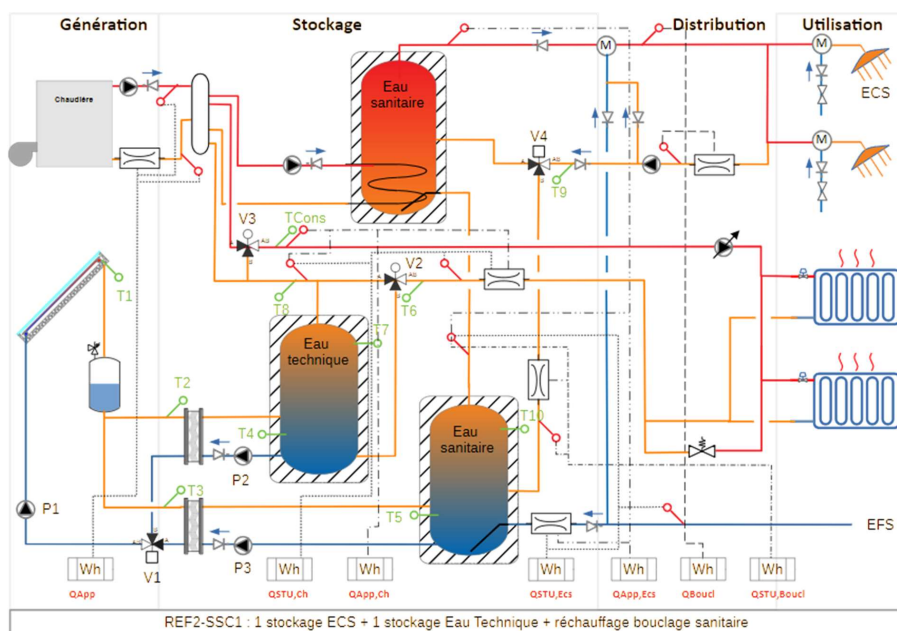 Génération
Stockage
Distribution
Utilisation
Chaudière
Eau
sanitaire
M
M
ECS
V4
A
AB
B
T9
M
V3
A
AB
B
TCons
V2
A
AB
B
T1
T8
T6
T7
Eau
technique
T2
T4
T10
Eau
sanitaire
P2
T3
T5
P1
P3
EFS
V1
Wh
Wh
Wh
Wh
Wh
Wh
Wh
QApp
QSTU,Ch
QApp,Ch
QSTU,Ecs
QApp,Ecs
QBoucl
QSTU,Boucl
REF2-SSC1 : 1 stockage ECS + 1 stockage Eau Technique + réchauffage bouclage sanitaire